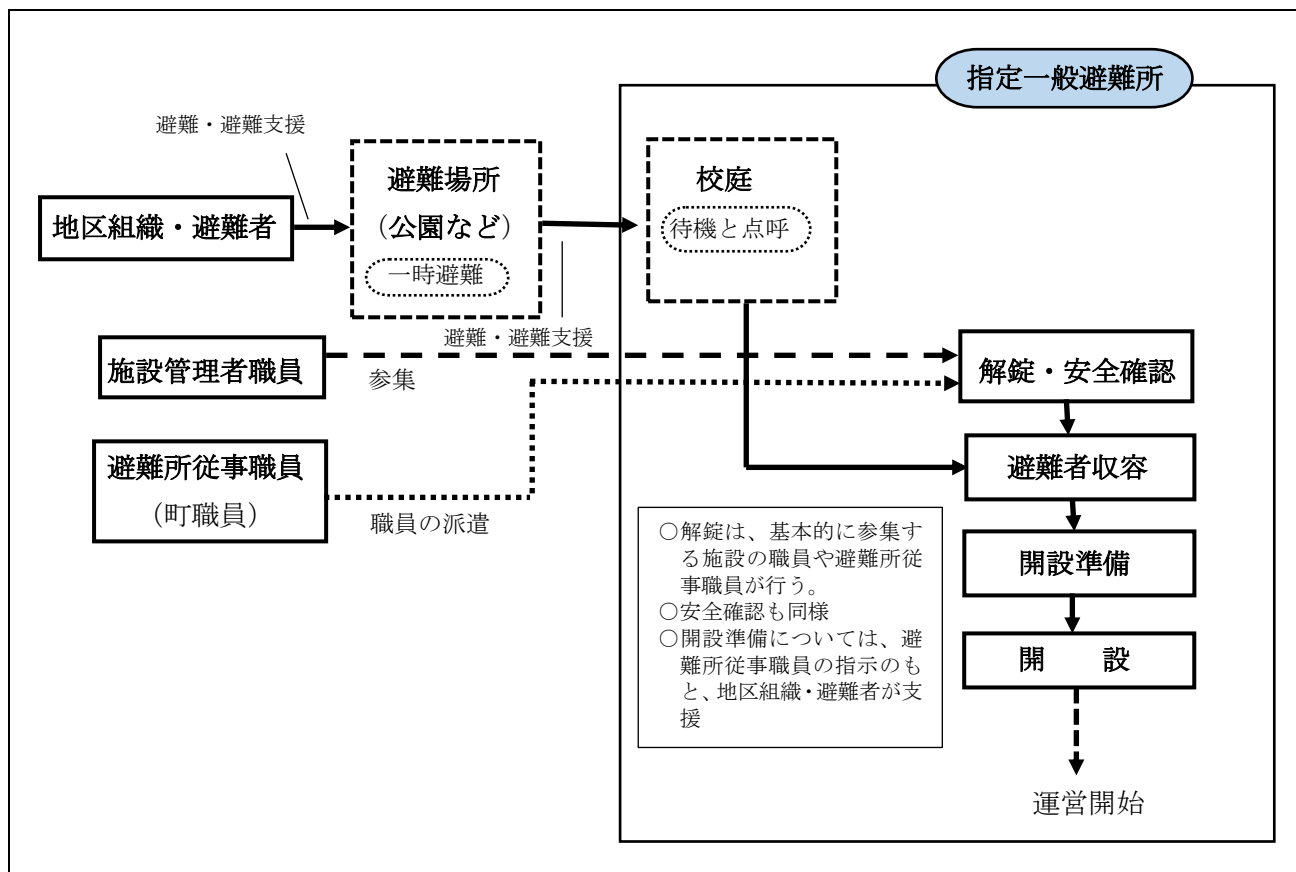 指定一般避難所
避難・避難支援
避難場所
(公園など)
一時避難
校庭
待機と点呼
地区組織・避難者
避難・避難支援
施設管理者職員
参集
解錠・安全確認
避難所従事職員
(町職員)
職員の派遣
避難者収容
○解錠は、基本的に参集す
る施設の職員や避難所従
事職員が行う。
○安全確認も同様
○開設準備については、避
難所従事職員の指示のも
と、地区組織・避難者が支
援
開設準備
開　　設
運営開始